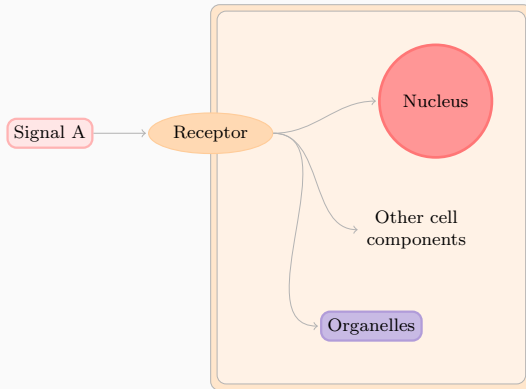 Nucleus
Signal A
Receptor
Other cell
components
Organelles